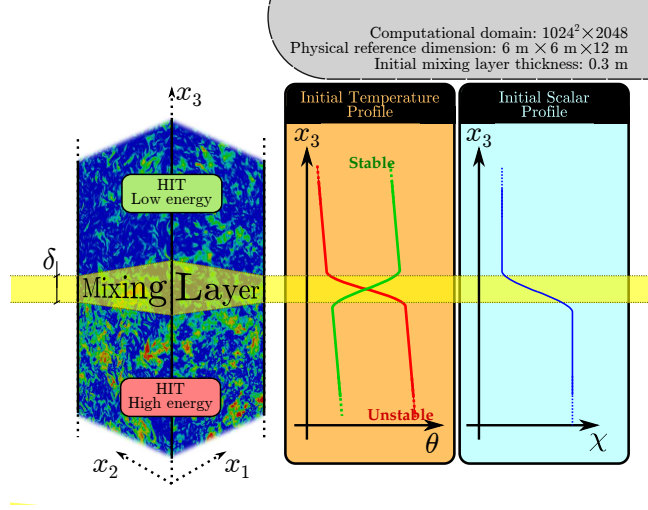 Computational domain: 1024²×2048
Physical reference dimension: 6 m ×6 m×12 m
Initial mixing layer thickness: 0.3 m
x₃
HIT
Low energy
δ
Mixing Layer
HIT
High energy
x₂
x₁
Initial Temperature
Profile
x₃
Stable
Unstable
θ
Initial Scalar
Profile
x₃
χ